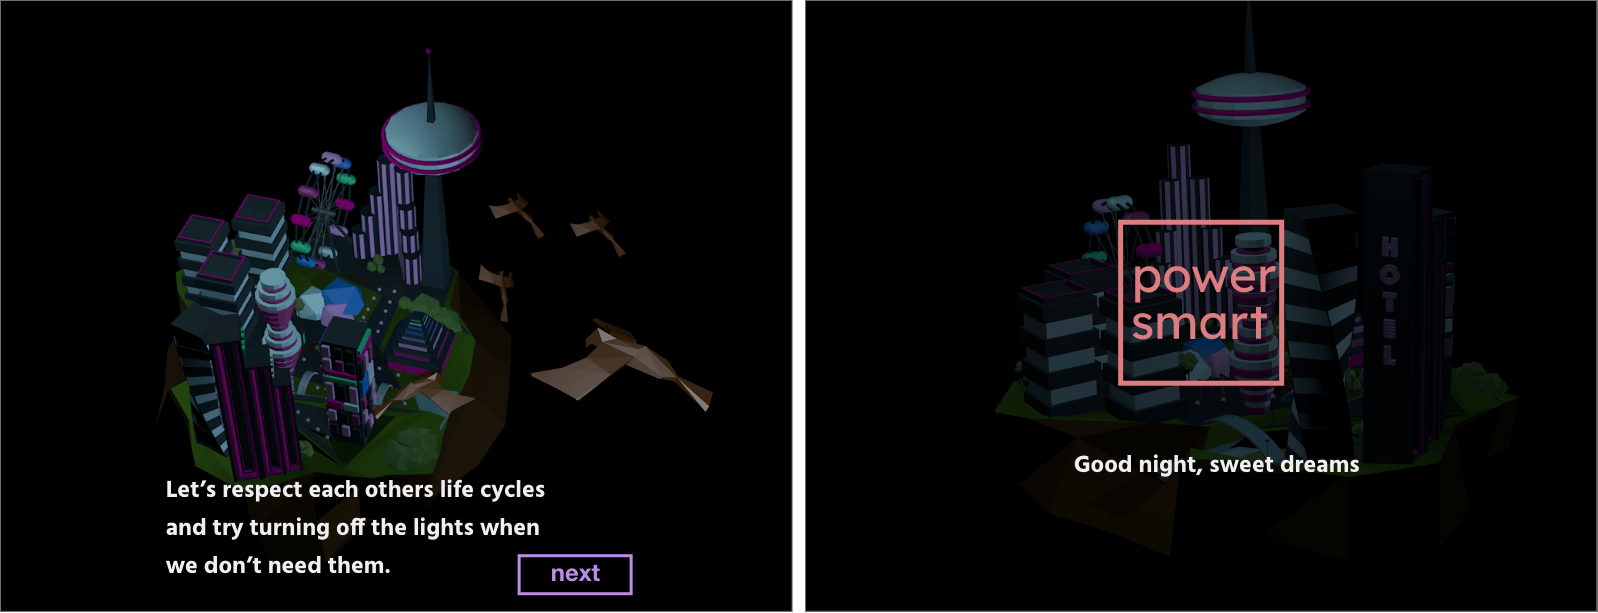 Let’s respect each others life cycles
and try turning off the lights when
we don’t need them.
next
HOTEL
power
smart
Good night, sweet dreams